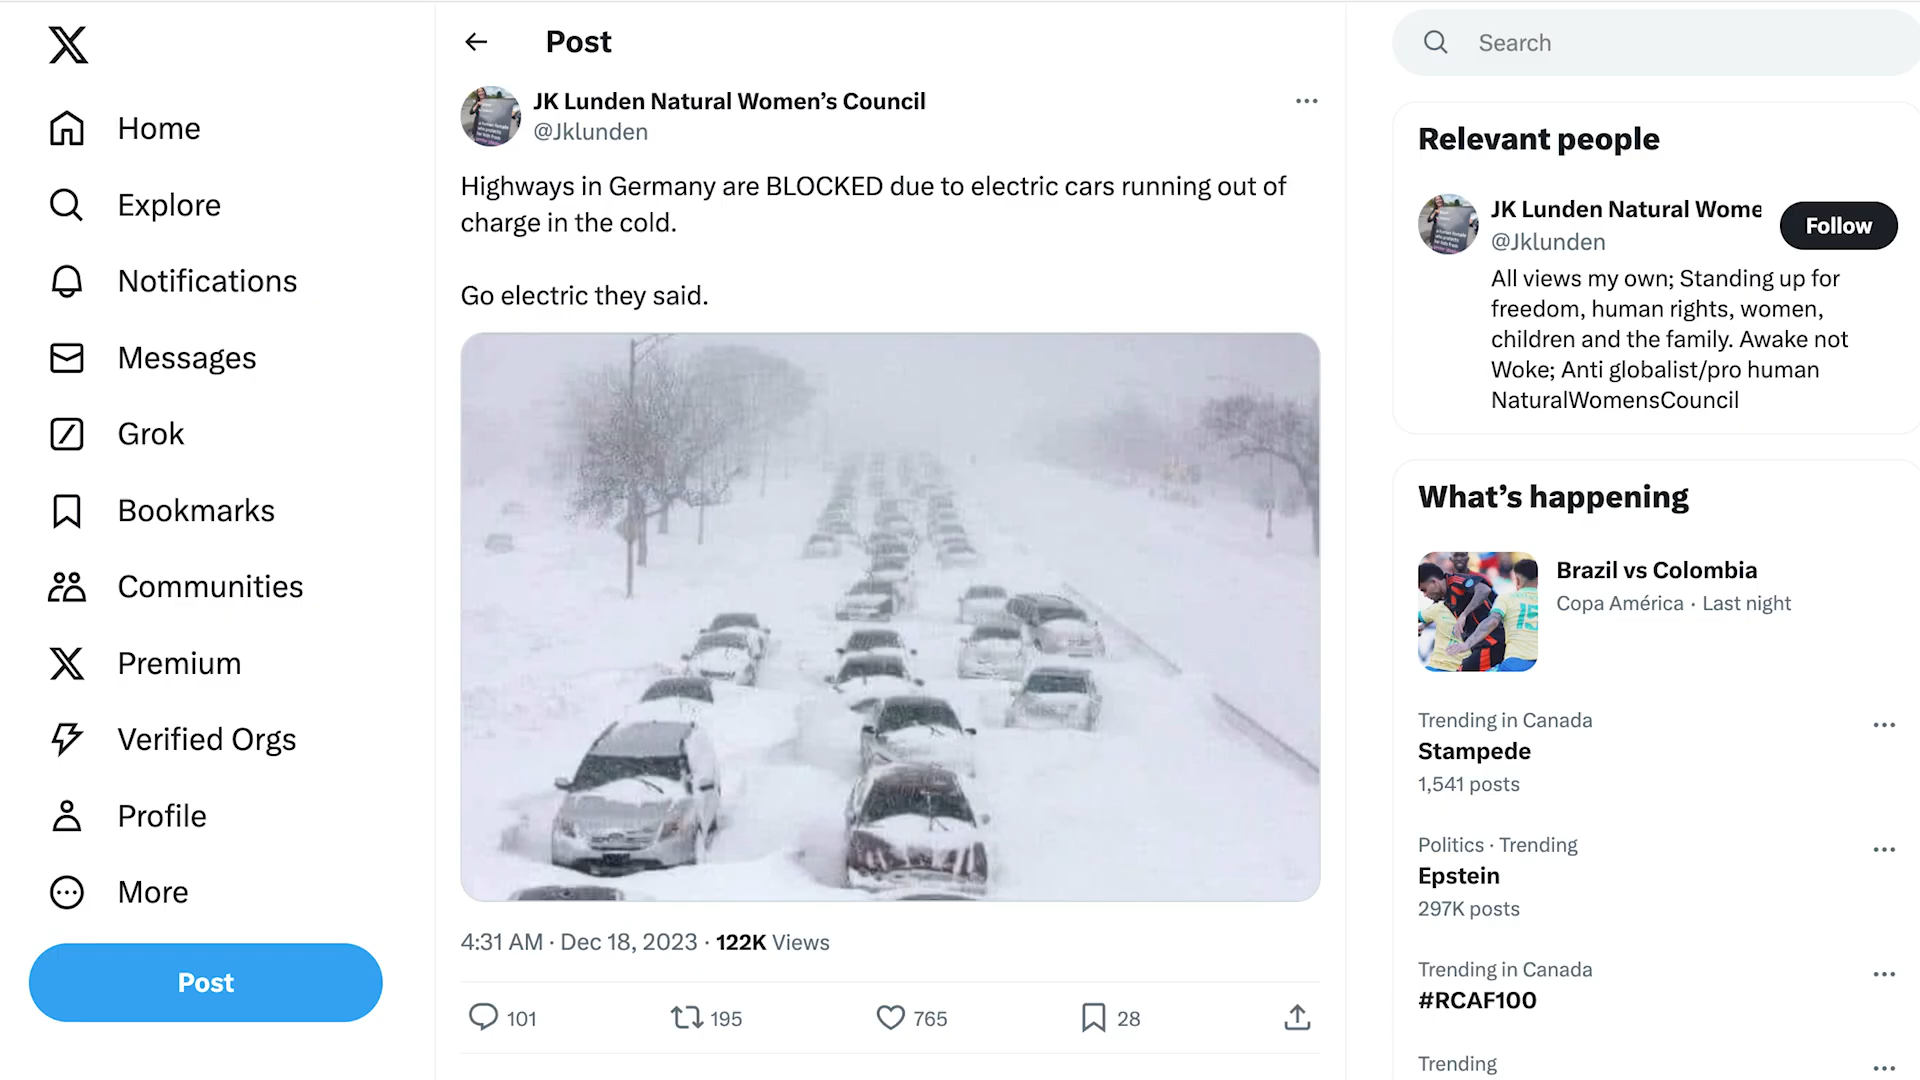 Home
Explore
Notifications
Messages
Grok
Bookmarks
Communities
Premium
Verified Orgs
Profile
More
Post
Post
JK Lunden Natural Women’s Council
@Jklunden
Highways in Germany are BLOCKED due to electric cars running out of
charge in the cold.
Go electric they said.
4:31 AM · Dec 18, 2023 · 122K Views
101
195
765
28
Search
Relevant people
JK Lunden Natural Wome
@Jklunden
Follow
All views my own; Standing up for
freedom, human rights, women,
children and the family. Awake not
Woke; Anti globalist/pro human
NaturalWomensCouncil
What’s happening
Brazil vs Colombia
Copa América · Last night
Trending in Canada
Stampede
1,541 posts
Politics · Trending
Epstein
297K posts
Trending in Canada
#RCAF100
Trending